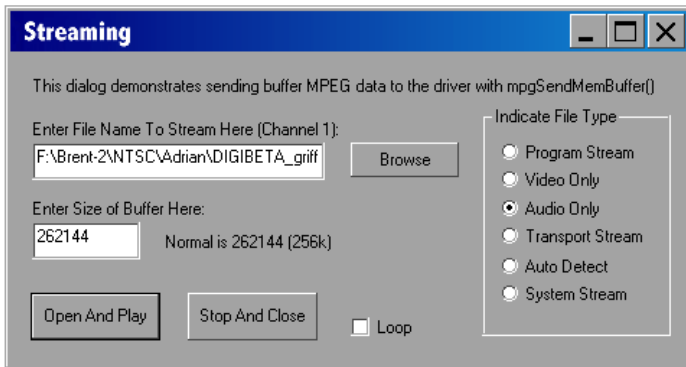 Streaming
This dialog demonstrates sending buffer MPEG data to the driver with mpgSendMemBuffer()
Enter File Name To Stream Here (Channel 1):
F:\Brent-2\NTSC\Adrian\DIGIBETA_griff
Browse
Enter Size of Buffer Here:
262144
Normal is 262144 (256k)
Open And Play
Stop And Close
Loop
Indicate File Type
Program Stream
Video Only
Audio Only
Transport Stream
Auto Detect
System Stream